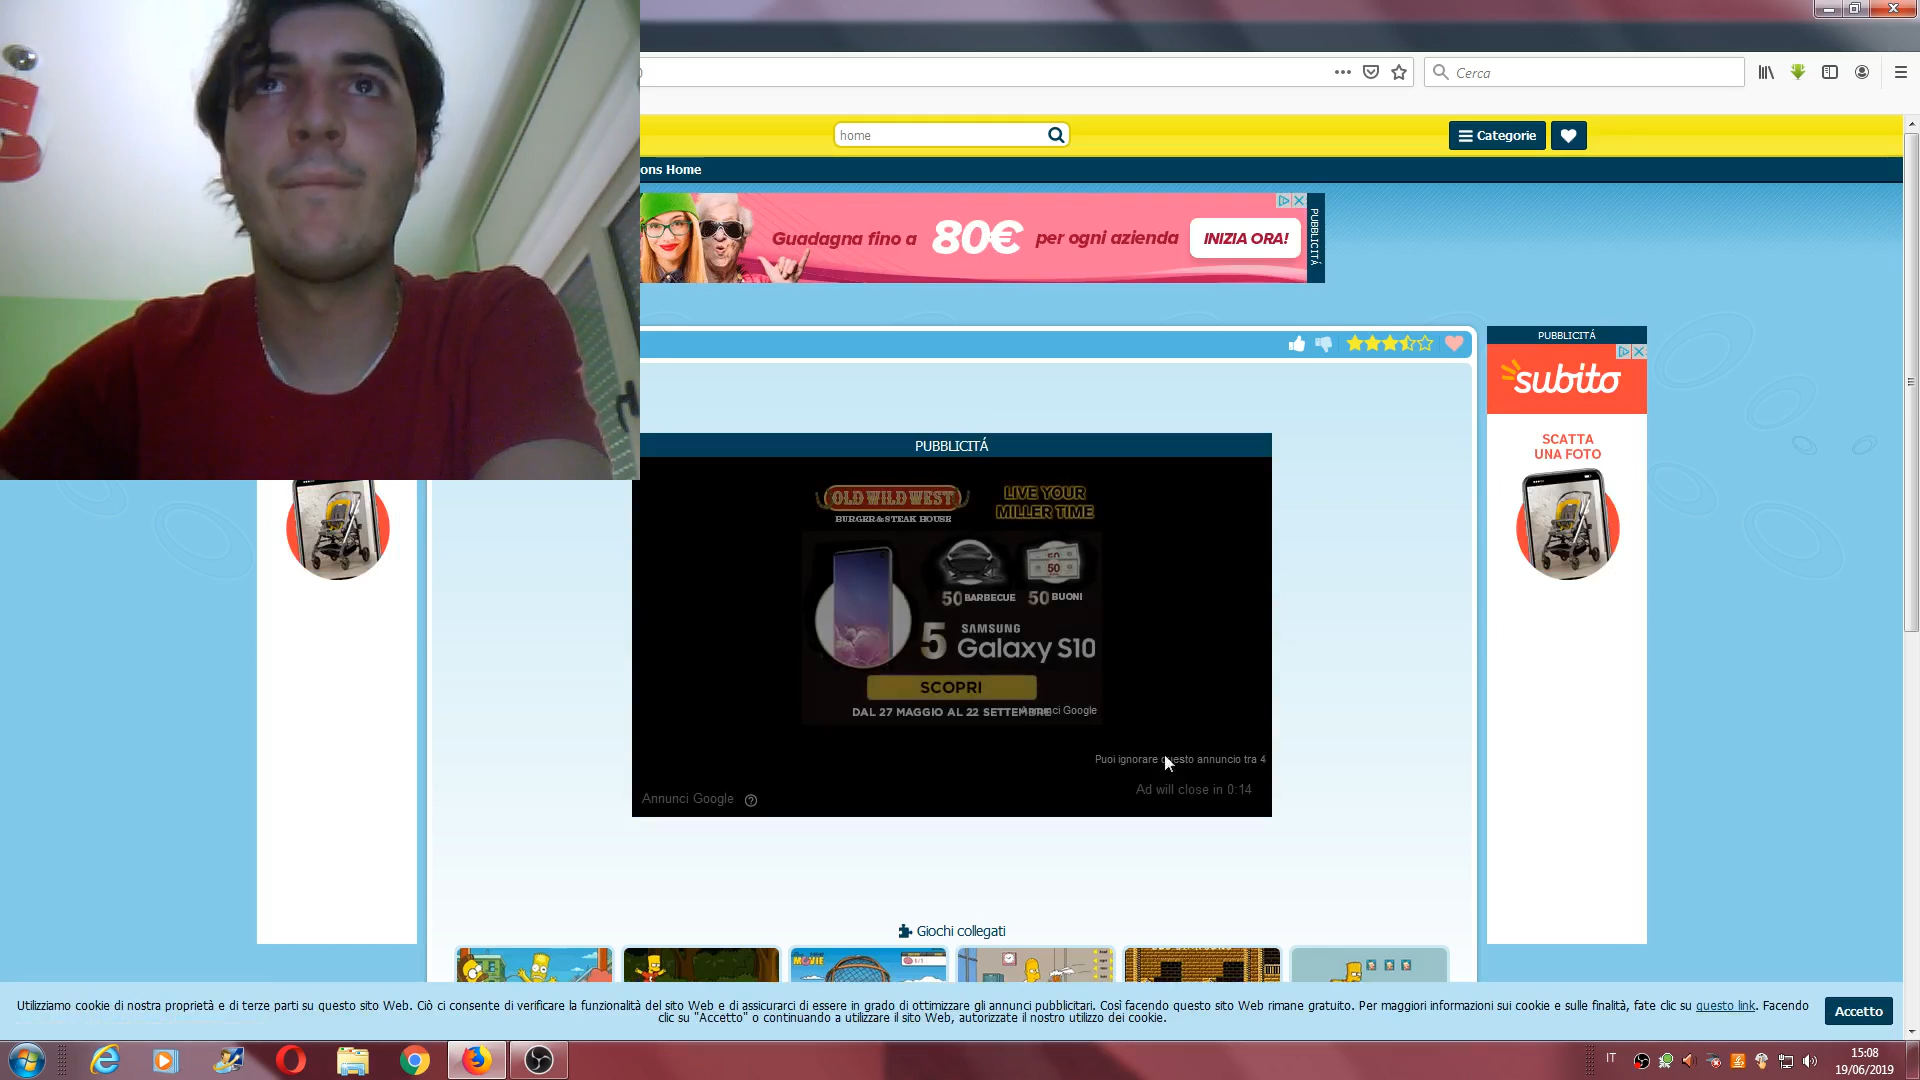 Cerca
home
Categorie
ons Home
Guadagna fino a 80€ per ogni azienda INIZIA ORA!
PUBBLICITÁ
PUBBLICITÁ
subito
SCATTA
UNA FOTO
PUBBLICITÁ
OLD WILD WEST
BURGER & STEAK HOUSE
LIVE YOUR
MILLER TIME
50 BARBECUE 50 BUONI
5 SAMSUNG
Galaxy S10
SCOPRI
DAL 27 MAGGIO AL 22 SETTEMBRE
Annunci Google
Puoi ignorare questo annuncio tra 4
Ad will close in 0:14
Annunci Google
Giochi collegati
MOVIE
Utilizziamo cookie di nostra proprietà e di terze parti su questo sito Web. Ciò ci consente di verificare la funzionalità del sito Web e di assicurarci di essere in grado di ottimizzare gli annunci pubblicitari. Così facendo questo sito Web rimane gratuito. Per maggiori informazioni sui cookie e sulle finalità, fate clic su questo link. Facendo
clic su "Accetto" o continuando a utilizzare il sito Web, autorizzate il nostro utilizzo dei cookie.
Accetto
IT
15:08
19/06/2019